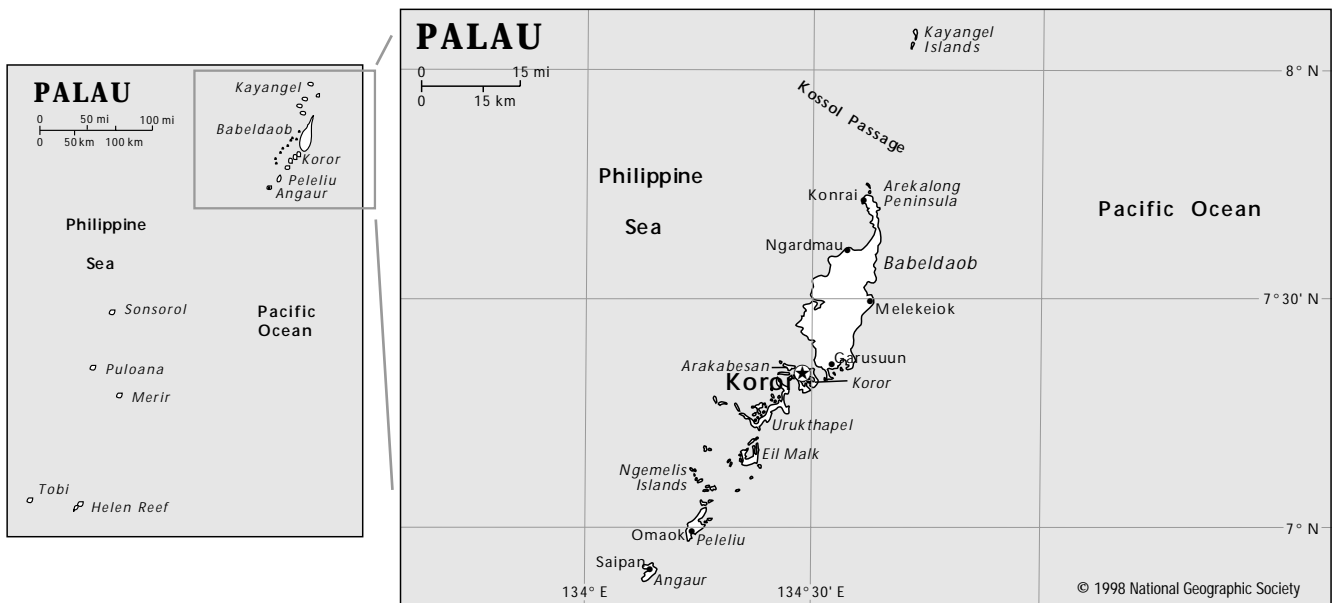 PALAU
0 50 mi 100 mi
0 50 km 100 km
Kayangel
Babeldaob
Koror
Peleliu
Angaur
Philippine
Sea
Sonsorol
Pacific
Ocean
Puloana
Merir
Tobi
Helen Reef
PALAU
0 15 mi
0 15 km
Kayangel
Islands
8° N
Kossol Passage
Philippine
Sea
Konrai
Arekalong
Peninsula
Pacific Ocean
Ngardmau
Babeldaob
7°30' N
Melekeiok
Garusuun
Arakabesan
Koror
Koror
Urukthapel
Eil Malk
Ngemelis
Islands
7° N
Omaok
Peleliu
Saipan
Angaur
134° E
134°30' E
© 1998 National Geographic Society